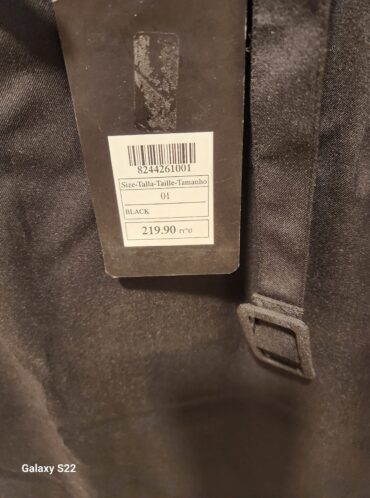 8244261001
Size-Talla-Taille-Tamanho
01
BLACK
219.90 ש"ח
Galaxy S22